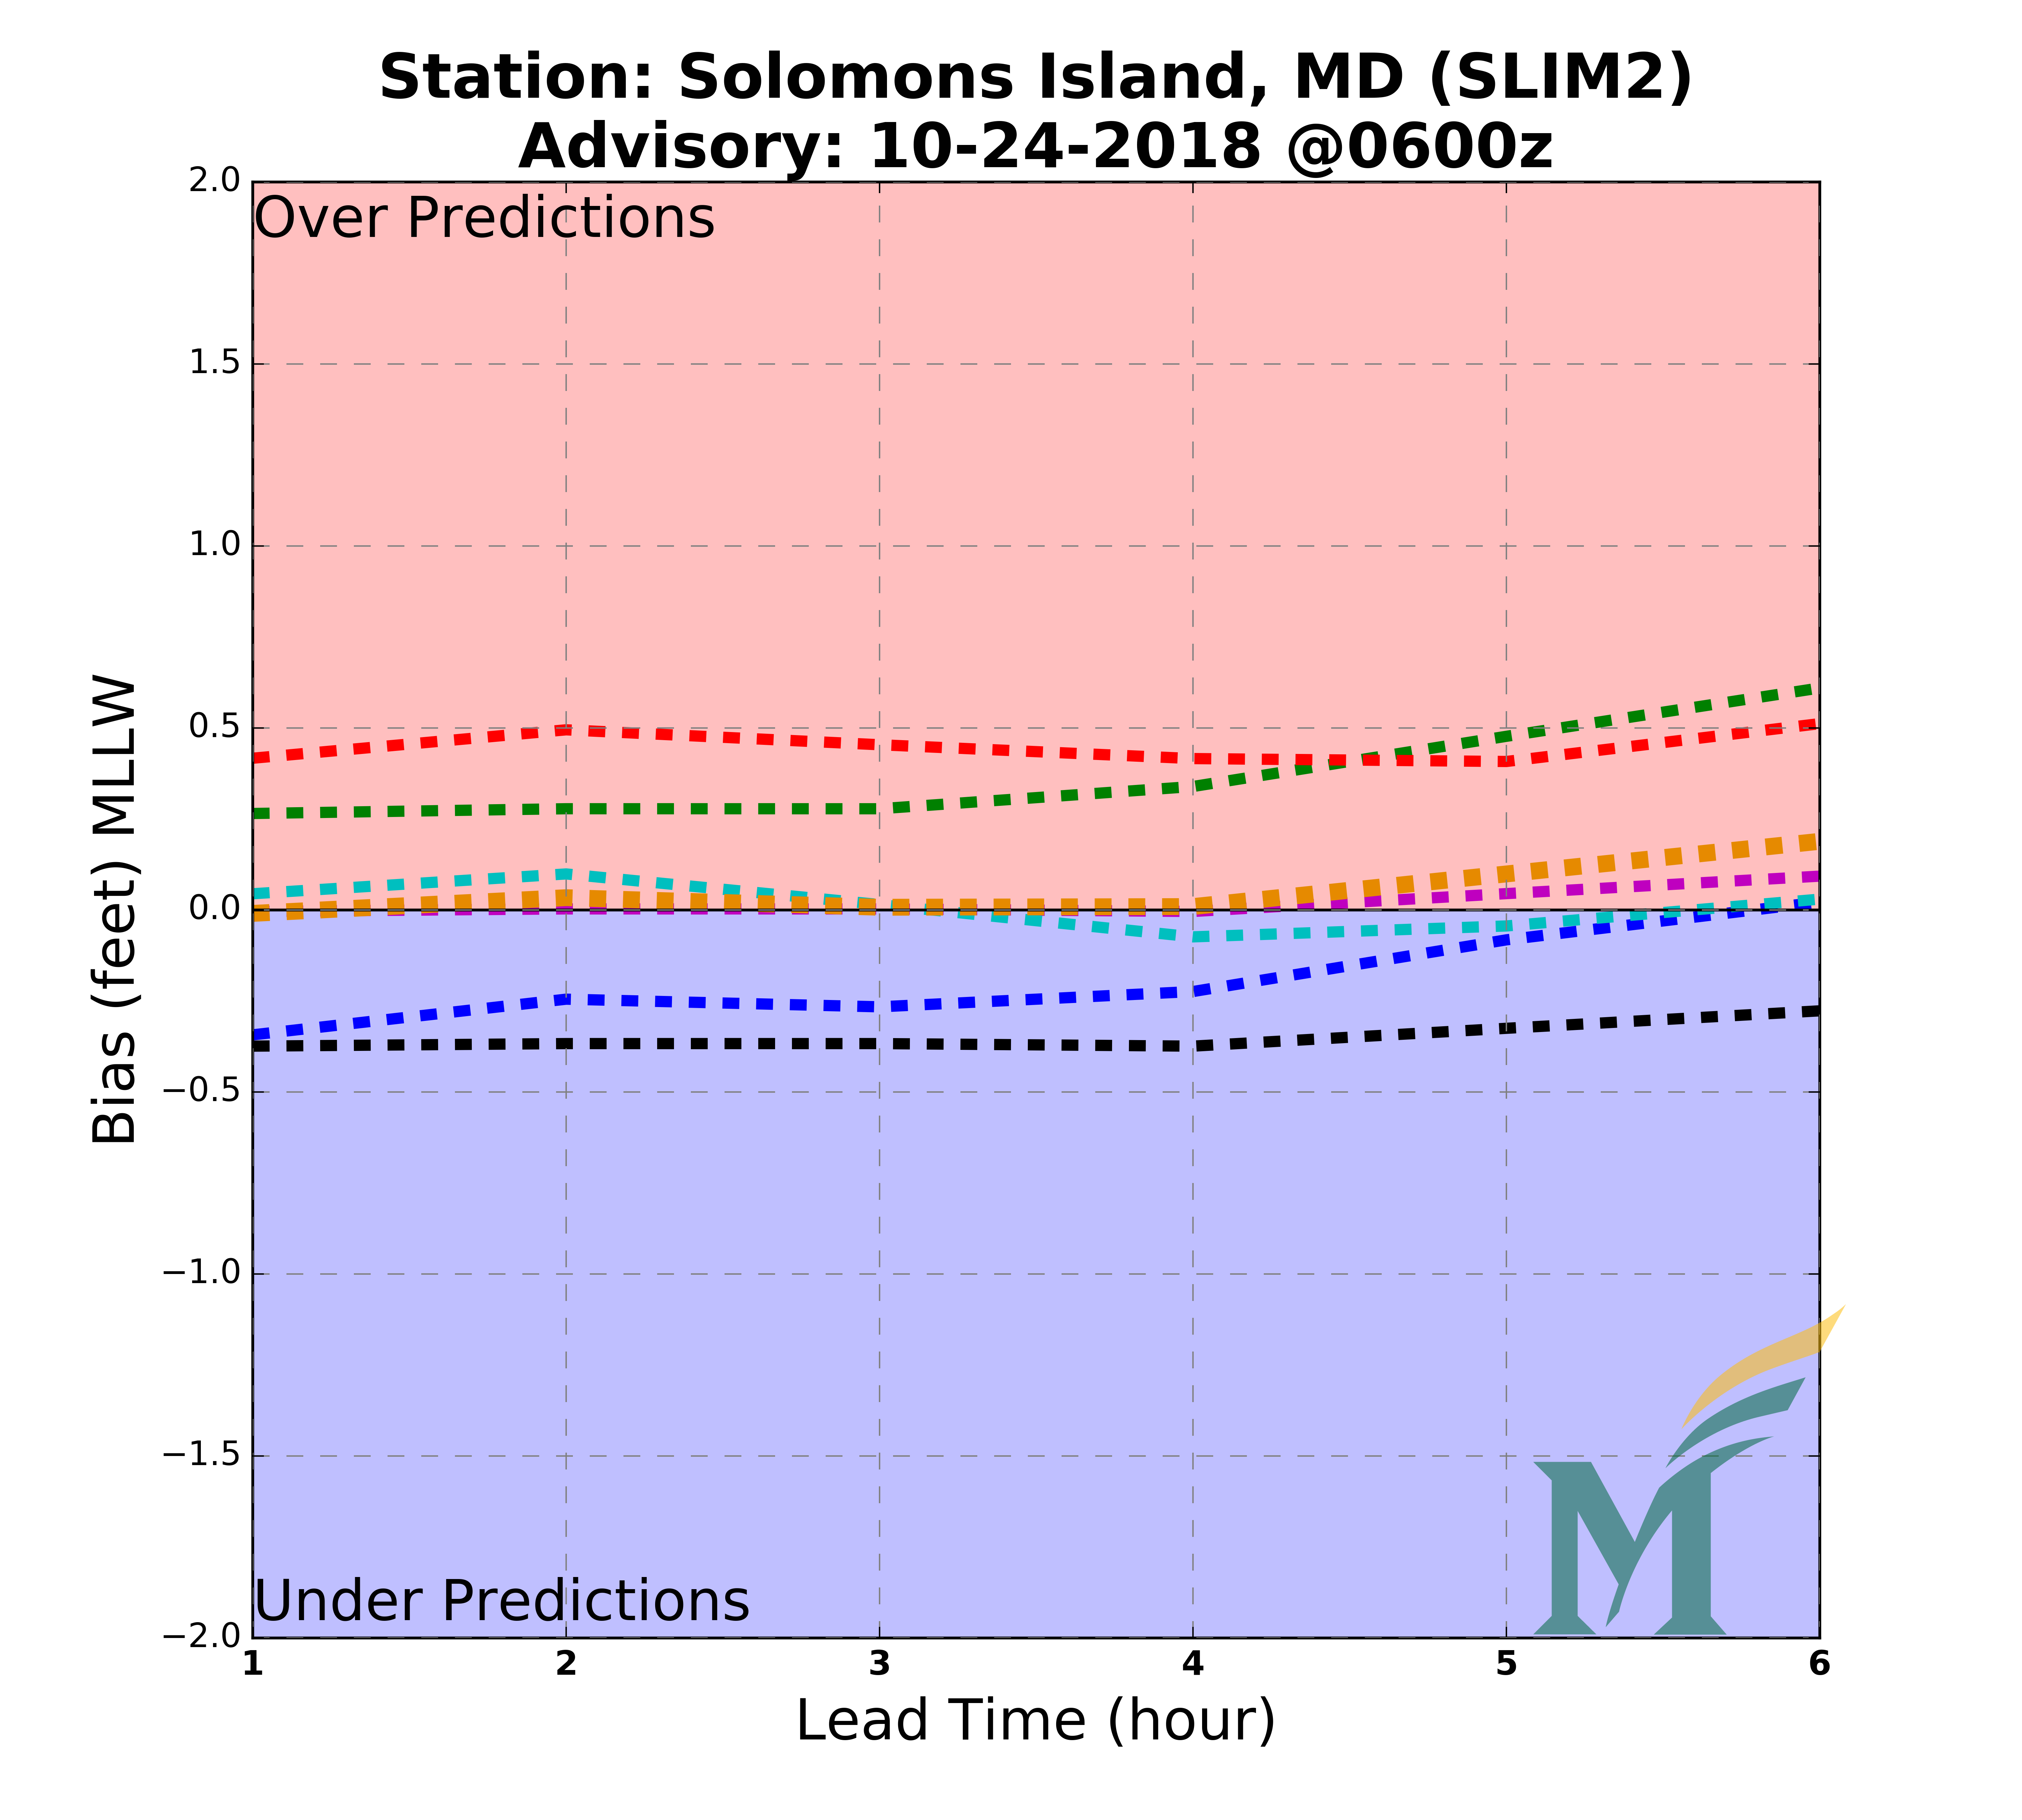 Station: Solomons Island, MD (SLIM2)
Advisory: 10-24-2018 @0600z
2.0
Over Predictions
1.5
1.0
0.5
0.0
−0.5
−1.0
−1.5
−2.0
Under Predictions
Bias (feet) MLLW
1 2 3 4 5 6
Lead Time (hour)
M